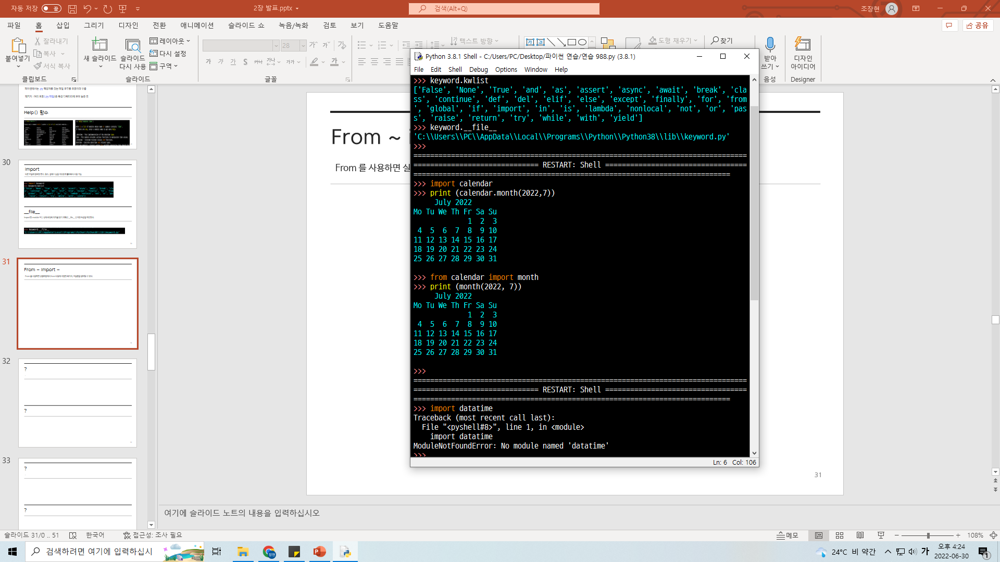 자동 저장 끔
2장 발표.pptx
검색(Alt+Q)
조장현
파일 홈 삽입 그리기 디자인 전환 애니메이션 슬라이드 쇼 녹음/녹화 검토 보기 도움말
공유
붙여넣기
잘라내기
복사
서식 복사
클립보드
새 슬라이드
슬라이드 다시 사용
레이아웃
다시 설정
구역
슬라이드
28
글꼴
텍스트 방향
도형 채우기
찾기
받아쓰기
음성
디자인 아이디어
Designer
Python 3.8.1 Shell - C:/Users/PC/Desktop/파이썬 연습/연습 988.py (3.8.1)
File Edit Shell Debug Options Window Help
>>> keyword.kwlist
['False', 'None', 'True', 'and', 'as', 'assert', 'async', 'await', 'break', 'cla
ss', 'continue', 'def', 'del', 'elif', 'else', 'except', 'finally', 'for', 'from
', 'global', 'if', 'import', 'in', 'is', 'lambda', 'nonlocal', 'not', 'or', 'pas
s', 'raise', 'return', 'try', 'while', 'with', 'yield']
>>> keyword.__file__
'C:\\Users\\PC\\AppData\\Local\\Programs\\Python\\Python38\\lib\\keyword.py'
>>>
================================================================================
============================== RESTART: Shell ==================================
============================================================================
>>> import calendar
>>> print (calendar.month(2022,7))
     July 2022
Mo Tu We Th Fr Sa Su
             1  2  3
 4  5  6  7  8  9 10
11 12 13 14 15 16 17
18 19 20 21 22 23 24
25 26 27 28 29 30 31
>>> from calendar import month
>>> print (month(2022, 7))
     July 2022
Mo Tu We Th Fr Sa Su
             1  2  3
 4  5  6  7  8  9 10
11 12 13 14 15 16 17
18 19 20 21 22 23 24
25 26 27 28 29 30 31
>>>
================================================================================
============================== RESTART: Shell ==================================
============================================================================
>>> import datatime
Traceback (most recent call last):
  File "<pyshell#8>", line 1, in <module>
    import datatime
ModuleNotFoundError: No module named 'datatime'
>>>
Ln: 6 Col: 106
From ~
From 를 사용하면 실
31
Help() 함수
30
Import
__file__
31
From ~ import ~
32
?
?
33
?
?
여기에 슬라이드 노트의 내용을 입력하십시오
슬라이드 31/0 .. 51
한국어
접근성: 조사 필요
메모
108%
검색하려면 여기에 입력하십시
24°C 비 약간
가
오후 4:24
2022-06-30
1